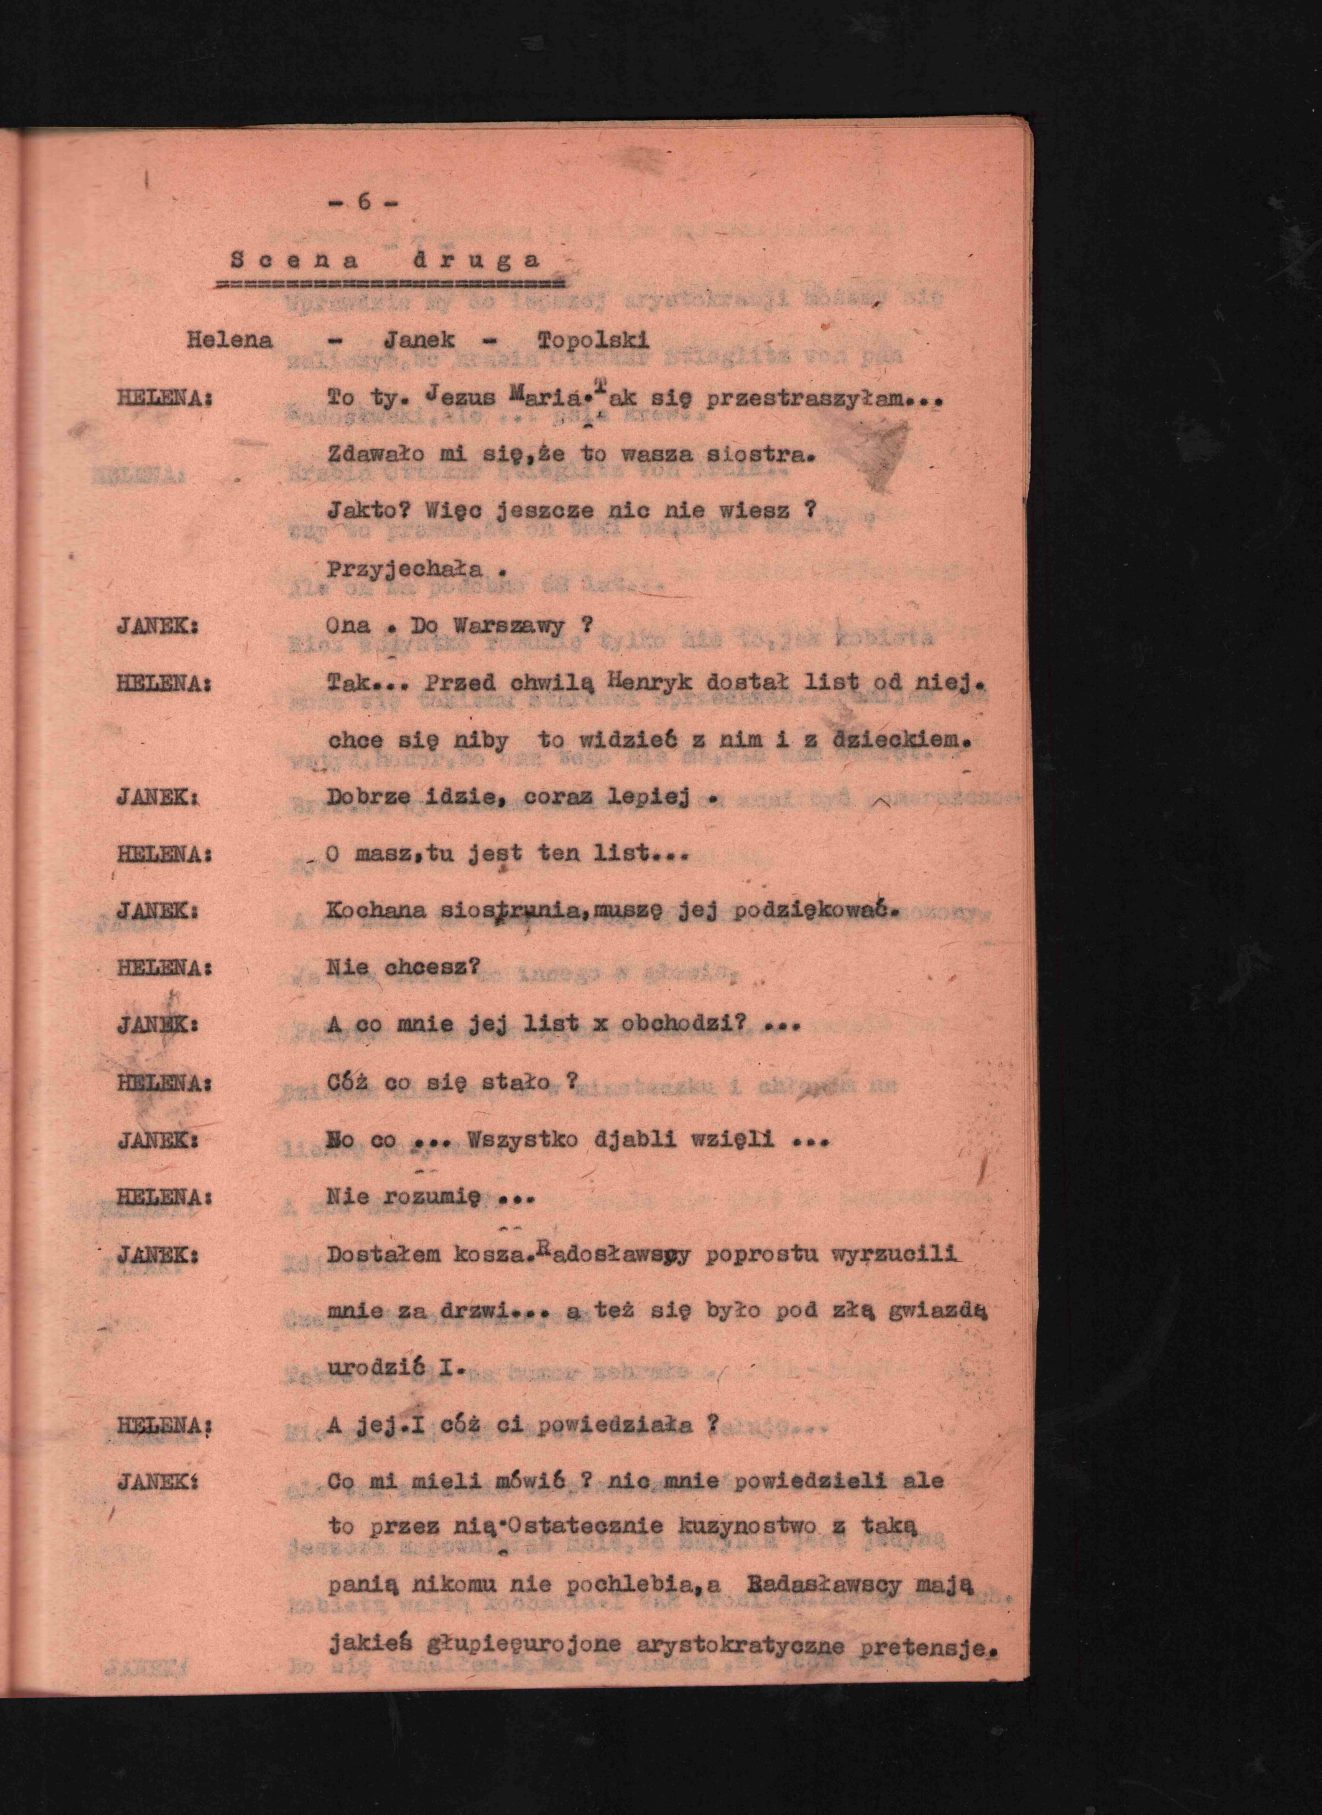 - 6 -
Scena druga
Helena - Janek - Topolski
HELENA: To ty. Jezus Maria. Tak się przestraszyłam...
Zdawało mi się,że to wasza siostra.
Jakto? Więc jeszcze nic nie wiesz ?
Przyjechała .
JANEK: Ona . Do Warszawy ?
HELENA: Tak... Przed chwilą Henryk dostał list od niej.
chce się niby to widzieć z nim i z dzieckiem.
JANEK: Dobrze idzie, coraz lepiej .
HELENA: O masz,tu jest ten list...
JANEK: Kochana siostrunia,muszę jej podziękować.
HELENA: Nie chcesz?
JANEK: A co mnie jej list x obchodzi? ...
HELENA: Cóż co się stało ?
JANEK: No co ... Wszystko djabli wzięli ...
HELENA: Nie rozumię ...
JANEK: Dostałem kosza.Radosławscy poprostu wyrzucili
mnie za drzwi... a też się było pod złą gwiazdą
urodzić I.
HELENA: A jej.I cóż ci powiedziała ?
JANEK: Co mi mieli mówić ? nic mnie powiedzieli ale
to przez nią.Ostatecznie kuzynostwo z taką
panią nikomu nie pochlebia,a Radasławscy mają
jakieś głupieęurojone arystokratyczne pretensje.